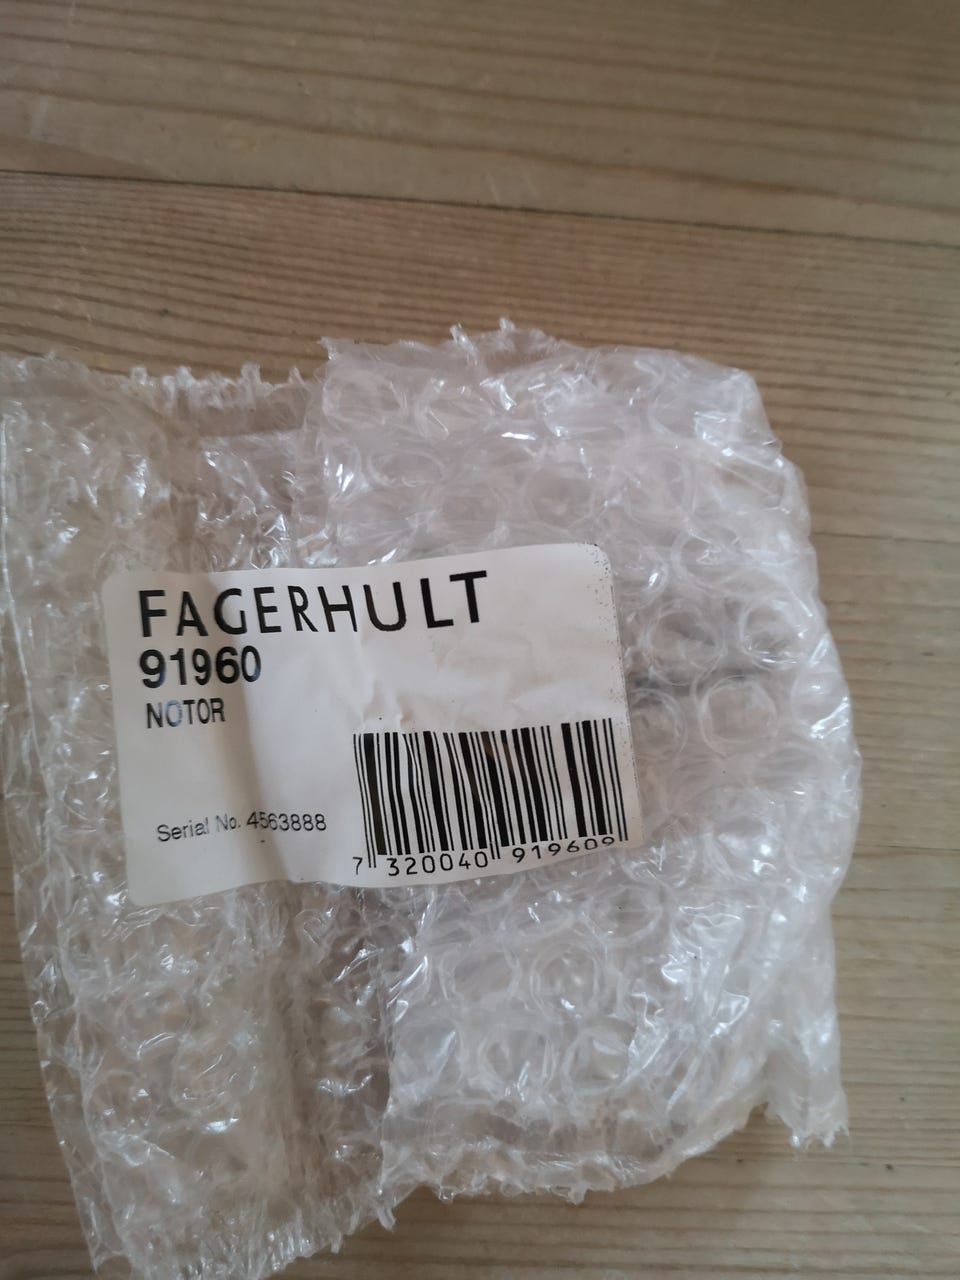 FAGERHULT
91960
NOTOR
Serial No. 4563888
7 320040 919609